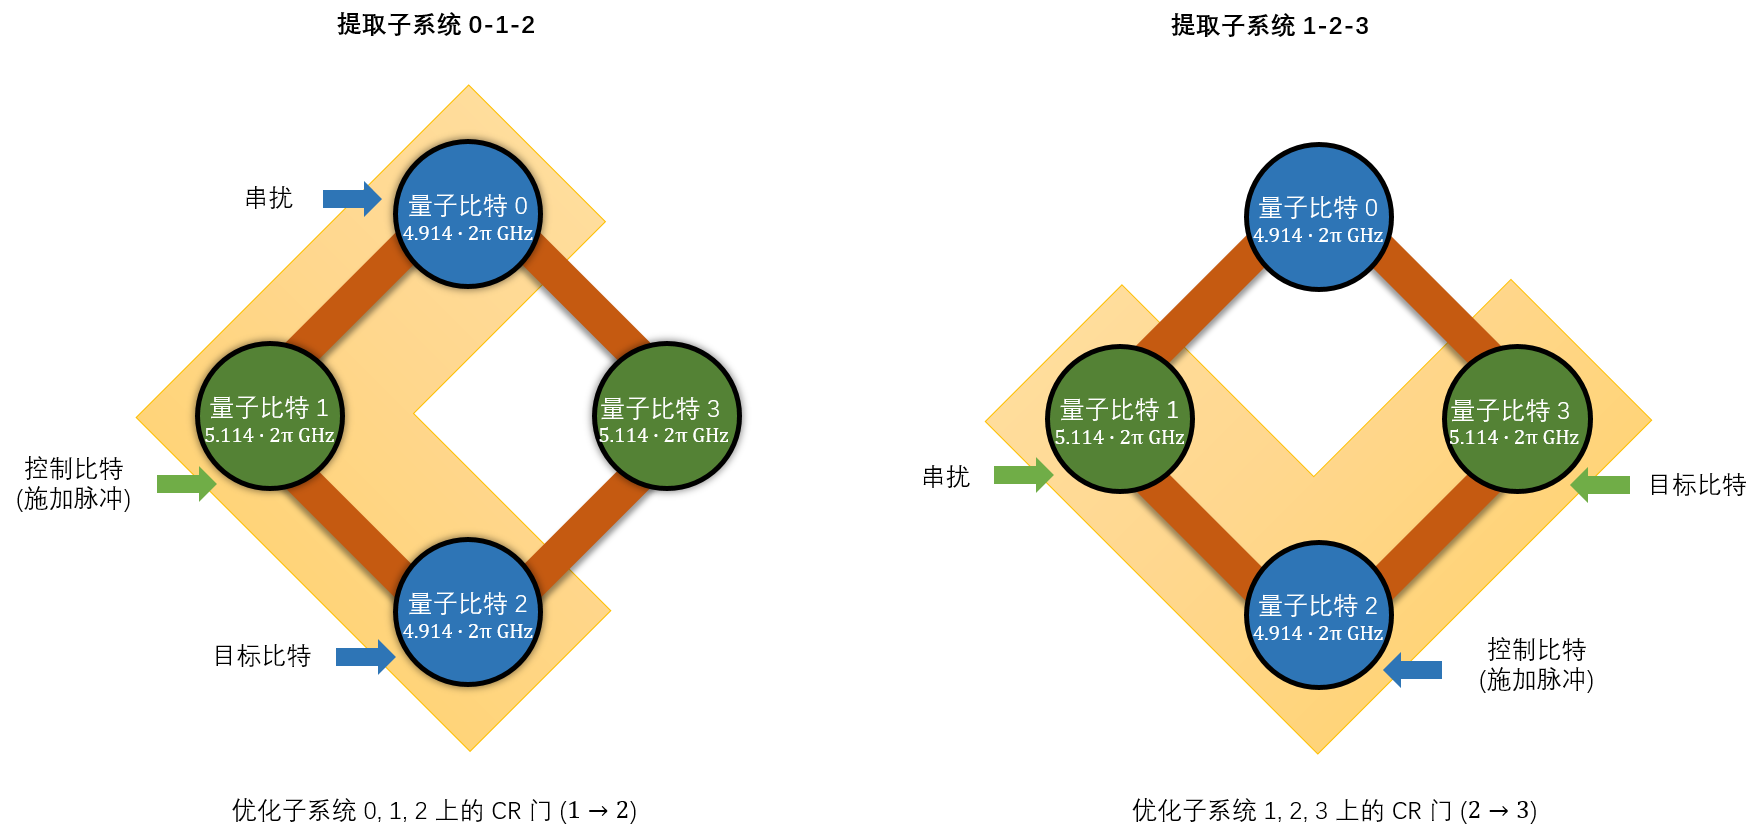 提取子系统 0-1-2
串扰
量子比特 0
4.914 · 2π GHz
量子比特 1
5.114 · 2π GHz
量子比特 3
5.114 · 2π GHz
控制比特
(施加脉冲)
量子比特 2
4.914 · 2π GHz
目标比特
优化子系统 0, 1, 2 上的 CR 门 (1 → 2)
提取子系统 1-2-3
量子比特 0
4.914 · 2π GHz
量子比特 1
5.114 · 2π GHz
量子比特 3
5.114 · 2π GHz
串扰
目标比特
量子比特 2
4.914 · 2π GHz
控制比特
(施加脉冲)
优化子系统 1, 2, 3 上的 CR 门 (2 → 3)